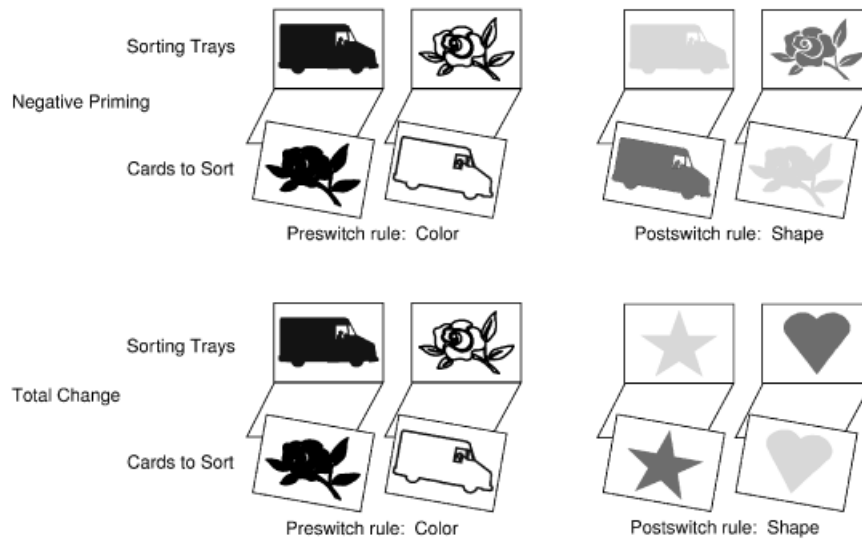 Sorting Trays
Negative Priming
Cards to Sort
Preswitch rule: Color
Postswitch rule: Shape
Sorting Trays
Total Change
Cards to Sort
Preswitch rule: Color
Postswitch rule: Shape